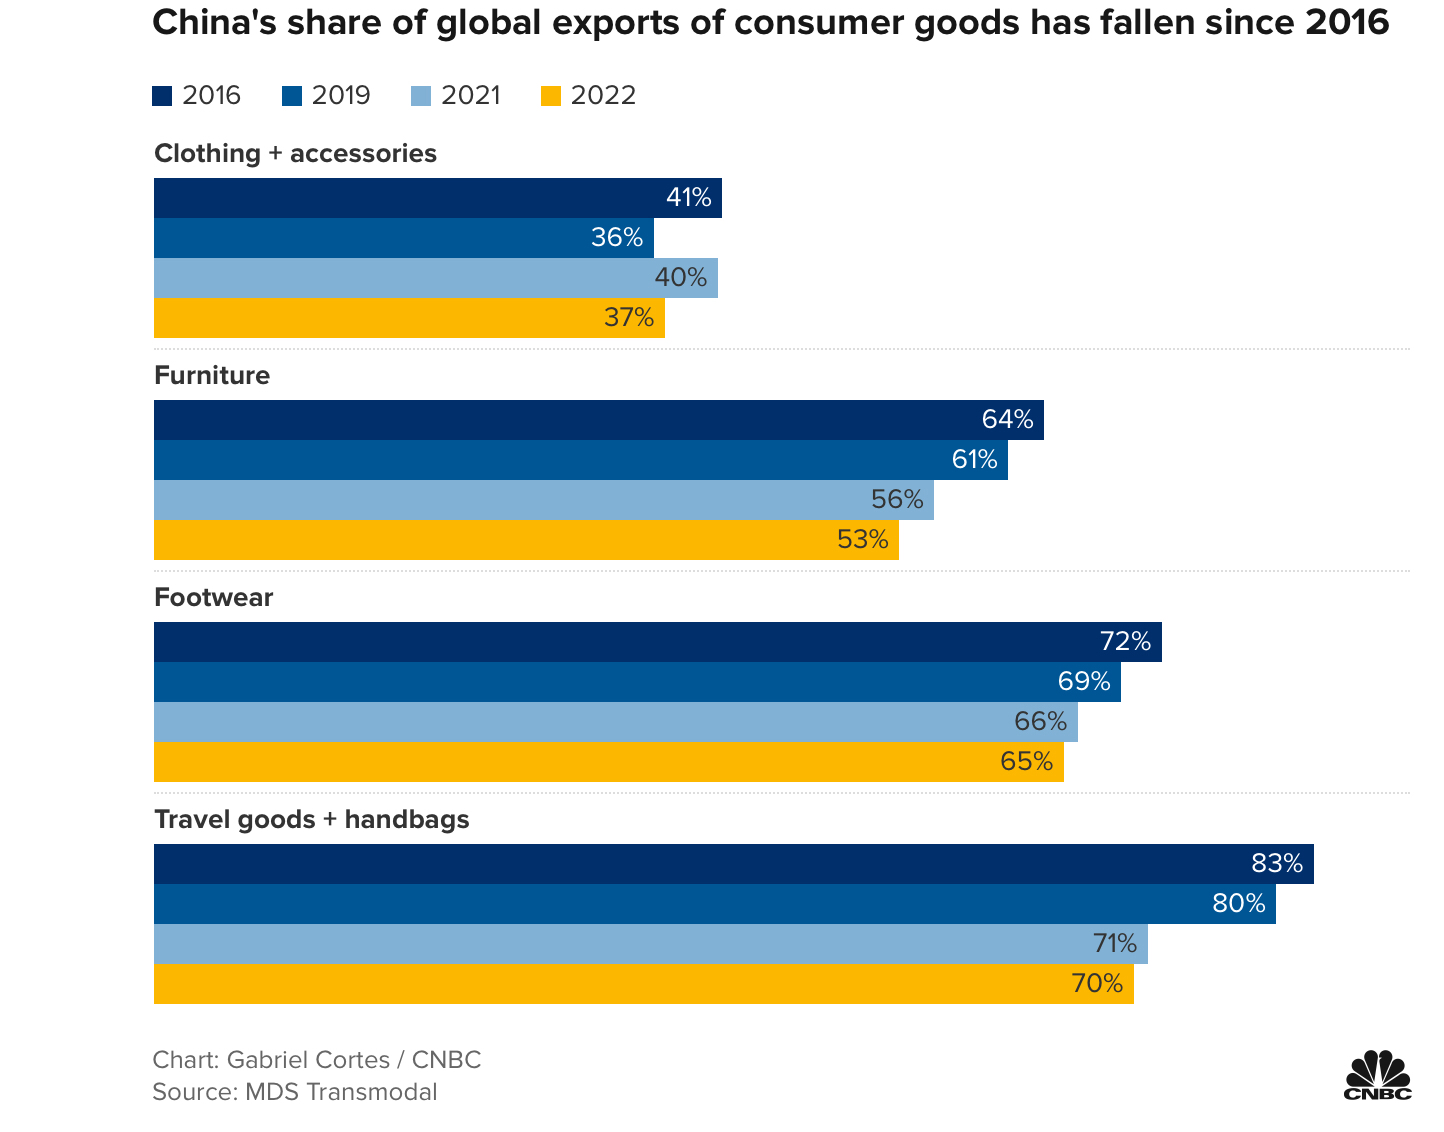 China's share of global exports of consumer goods has fallen since 2016
2016 2019 2021 2022
Clothing + accessories
41%
36%
40%
37%
Furniture
64%
61%
56%
53%
Footwear
72%
69%
66%
65%
Travel goods + handbags
83%
80%
71%
70%
Chart: Gabriel Cortes / CNBC
Source: MDS Transmodal
CNBC